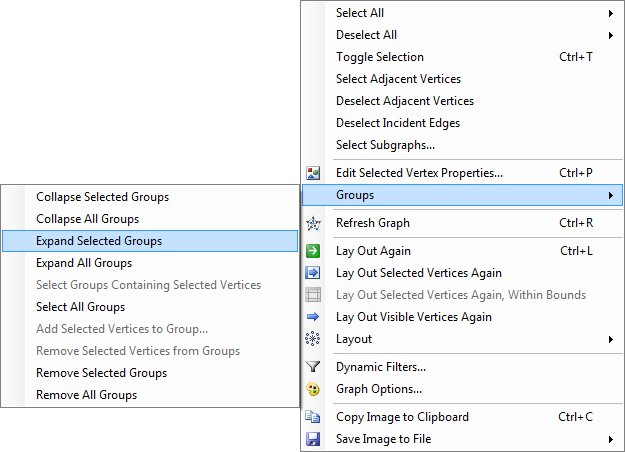 Select All
Deselect All
Toggle Selection Ctrl+T
Select Adjacent Vertices
Deselect Adjacent Vertices
Deselect Incident Edges
Select Subgraphs...
Edit Selected Vertex Properties... Ctrl+P
Groups
Refresh Graph Ctrl+R
Lay Out Again Ctrl+L
Lay Out Selected Vertices Again
Lay Out Selected Vertices Again, Within Bounds
Lay Out Visible Vertices Again
Layout
Dynamic Filters...
Graph Options...
Copy Image to Clipboard Ctrl+C
Save Image to File
Collapse Selected Groups
Collapse All Groups
Expand Selected Groups
Expand All Groups
Select Groups Containing Selected Vertices
Select All Groups
Add Selected Vertices to Group...
Remove Selected Vertices from Groups
Remove Selected Groups
Remove All Groups